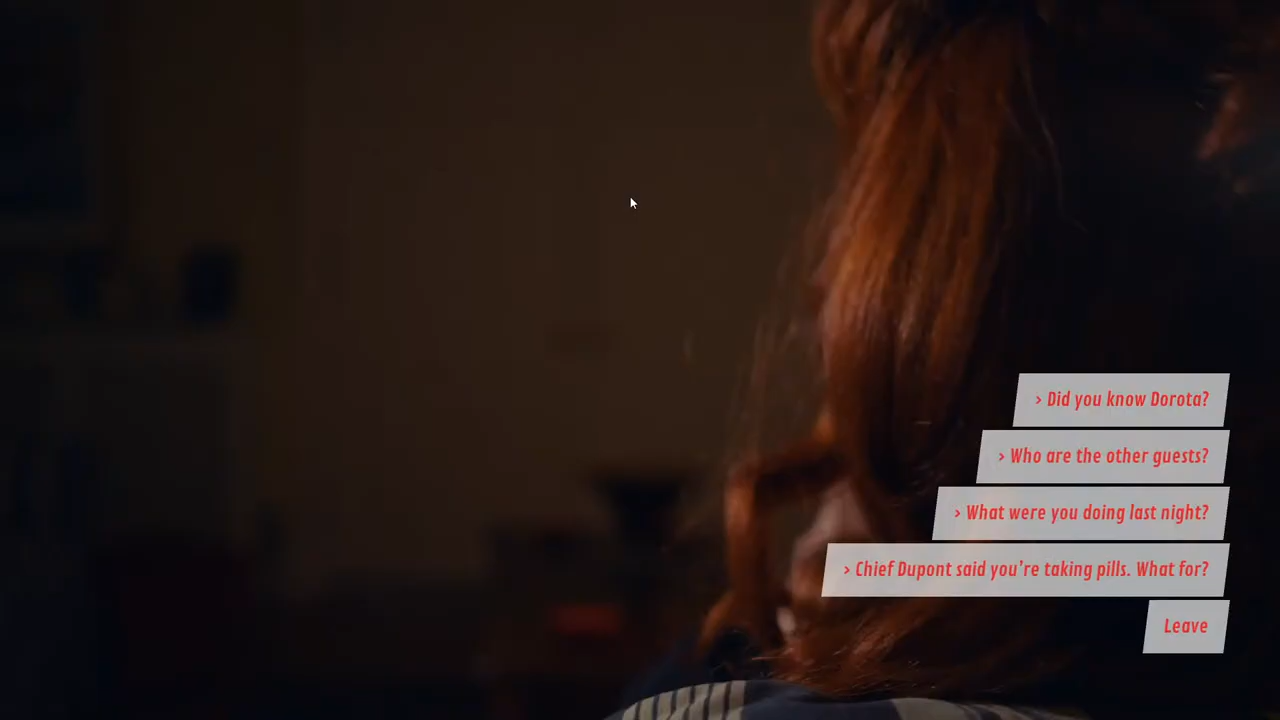 › Did you know Dorota?
› Who are the other guests?
› What were you doing last night?
› Chief Dupont said you're taking pills. What for?
Leave